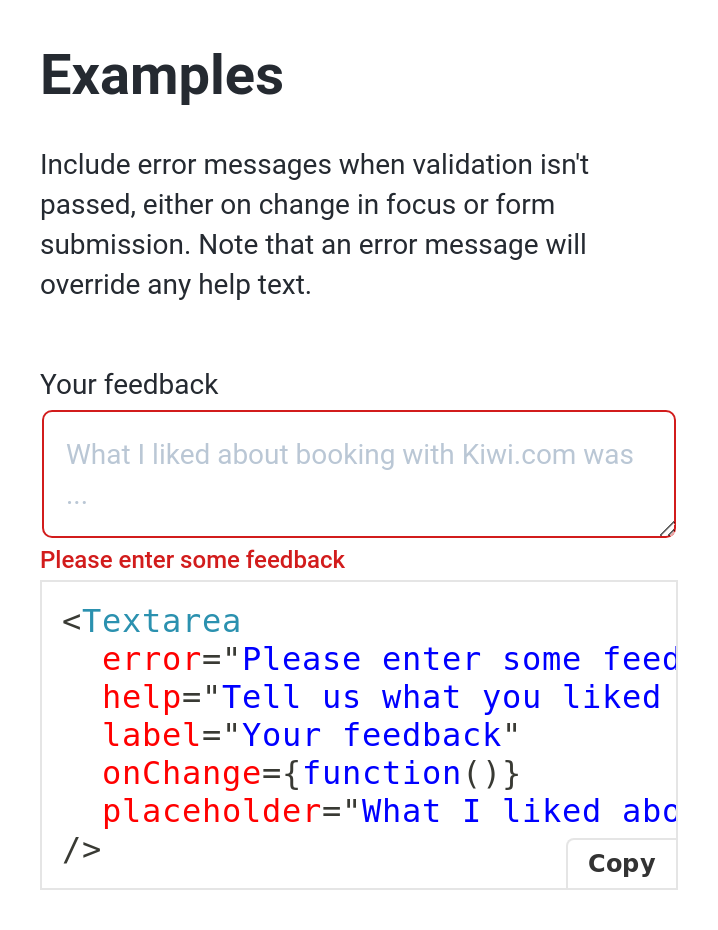 Examples
Include error messages when validation isn't
passed, either on change in focus or form
submission. Note that an error message will
override any help text.
Your feedback
What I liked about booking with Kiwi.com was
...
Please enter some feedback
<Textarea
  error="Please enter some feed
  help="Tell us what you liked
  label="Your feedback"
  onChange={function()}
  placeholder="What I liked abo
/>
Copy